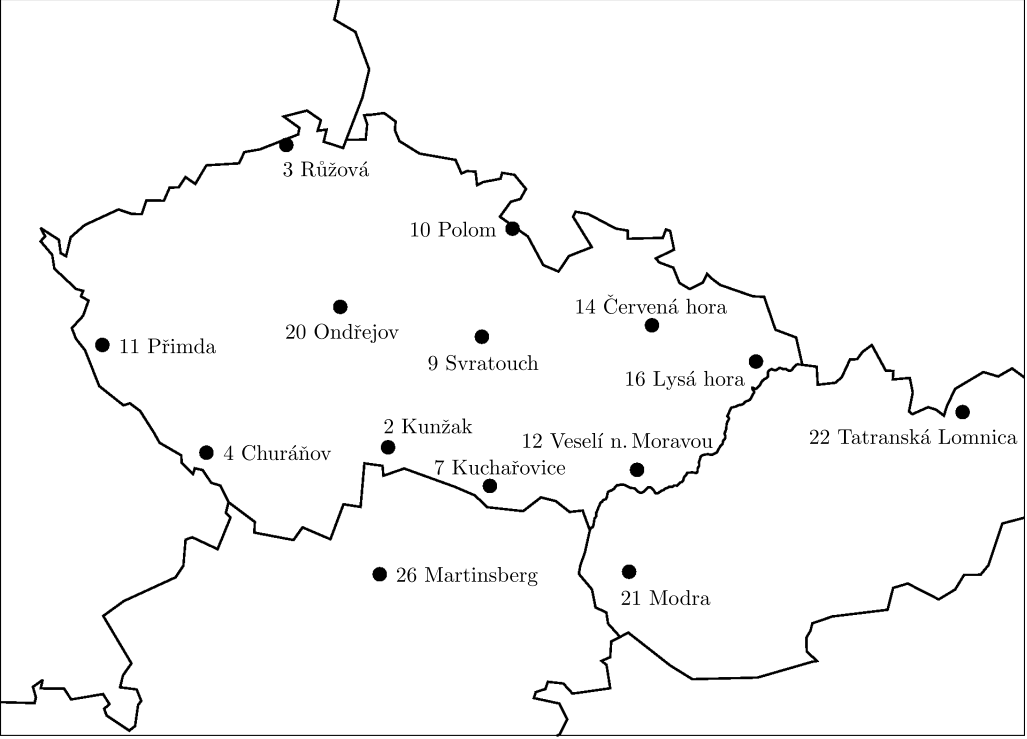 3 Růžová
10 Polom
14 Červená hora
20 Ondřejov
11 Přimda
9 Svratouch
16 Lysá hora
2 Kunžak
22 Tatranská Lomnica
12 Veselí n. Moravou
4 Churáňov
7 Kuchařovice
26 Martinsberg
21 Modra